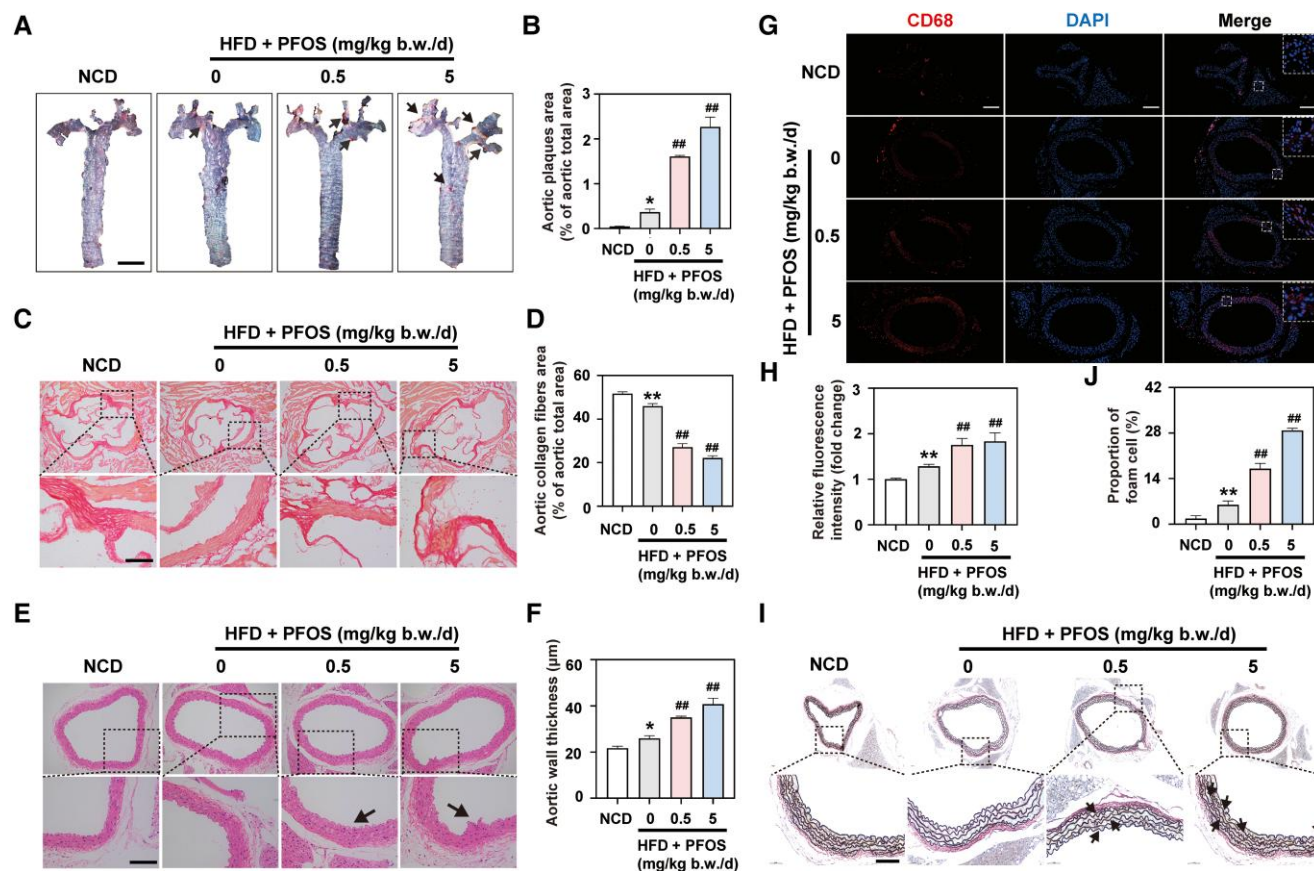 A
HFD + PFOS (mg/kg b.w./d)
NCD 0 0.5 5
B
Aortic plaques area
(% of aortic total area)
3
2
1
0
* ## ##
NCD 0 0.5 5
HFD + PFOS
(mg/kg b.w./d)
C
HFD + PFOS (mg/kg b.w./d)
NCD 0 0.5 5
D
Aortic collagen fibers area
(% of aortic total area)
60
40
20
0
** ## ##
NCD 0 0.5 5
HFD + PFOS
(mg/kg b.w./d)
E
HFD + PFOS (mg/kg b.w./d)
NCD 0 0.5 5
F
Aortic wall thickness (μm)
60
40
20
0
* ## ##
NCD 0 0.5 5
HFD + PFOS
(mg/kg b.w./d)
G
CD68 DAPI Merge
NCD
HFD + PFOS (mg/kg b.w./d)
0
0.5
5
H
Relative fluorescence
intensity (fold change)
3
2
1
0
** ## ##
NCD 0 0.5 5
HFD + PFOS
(mg/kg b.w./d)
J
Proportion of
foam cell (%)
42
28
14
0
** ## ##
NCD 0 0.5 5
HFD + PFOS
(mg/kg b.w./d)
I
HFD + PFOS (mg/kg b.w./d)
NCD 0 0.5 5